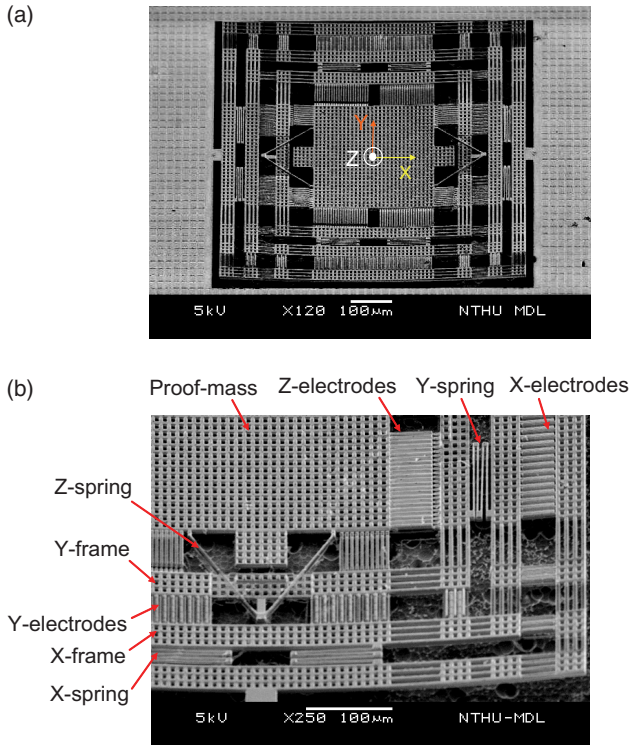 (a)
Y
Z
X
5kV X120 100µm NTHU MDL
(b)
Proof-mass
Z-electrodes
Y-spring
X-electrodes
Z-spring
Y-frame
Y-electrodes
X-frame
X-spring
5kV X250 100µm NTHU-MDL